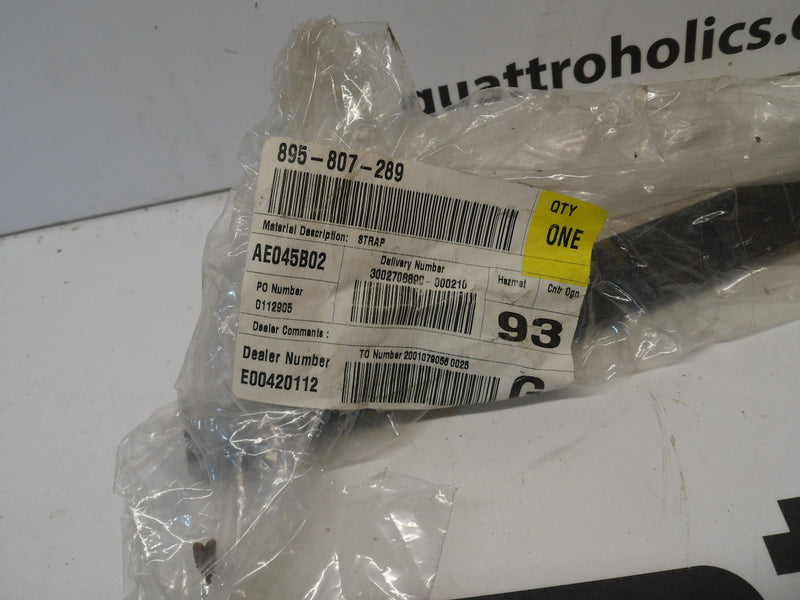 quattroholics.c
895-807-289
QTY
ONE
Material Description: STRAP
AE045B02
Delivery Number
Hazmat
Cntr Ogn
PO Number
0112905
93
Dealer Comments :
Dealer Number
E00420112
G